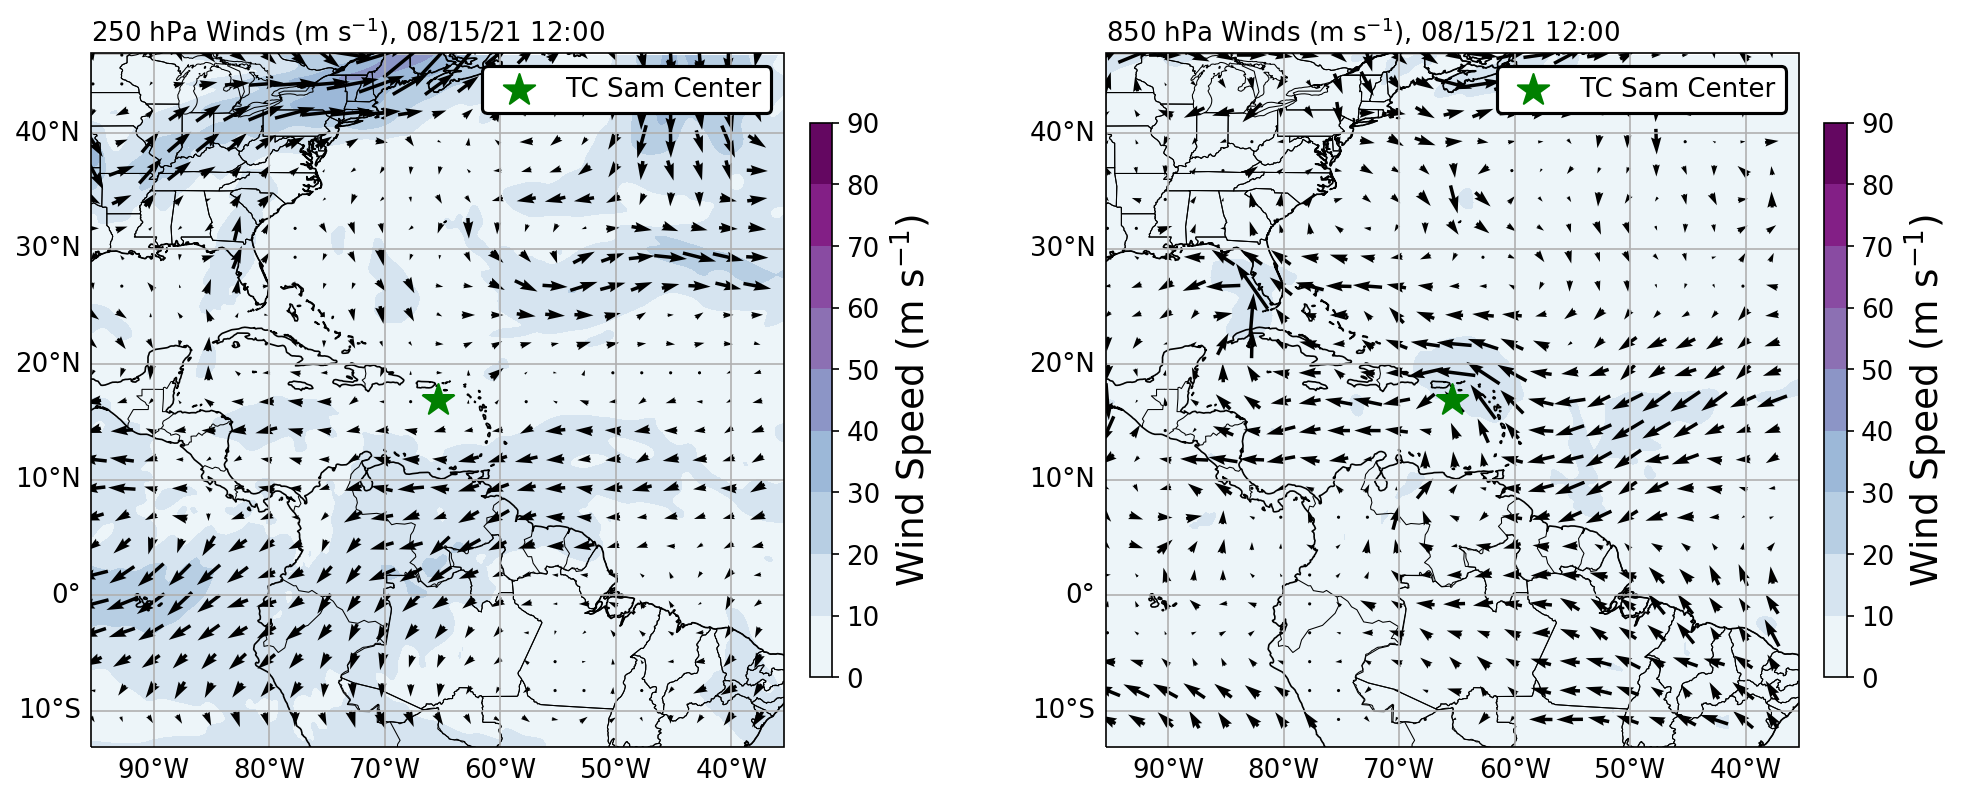 250 hPa Winds (m s⁻¹), 08/15/21 12:00
TC Sam Center
40°N
30°N
20°N
10°N
0°
10°S
90°W 80°W 70°W 60°W 50°W 40°W
90
80
70
60
50
40
30
20
10
0
Wind Speed (m s⁻¹)
850 hPa Winds (m s⁻¹), 08/15/21 12:00
TC Sam Center
40°N
30°N
20°N
10°N
0°
10°S
90°W 80°W 70°W 60°W 50°W 40°W
90
80
70
60
50
40
30
20
10
0
Wind Speed (m s⁻¹)